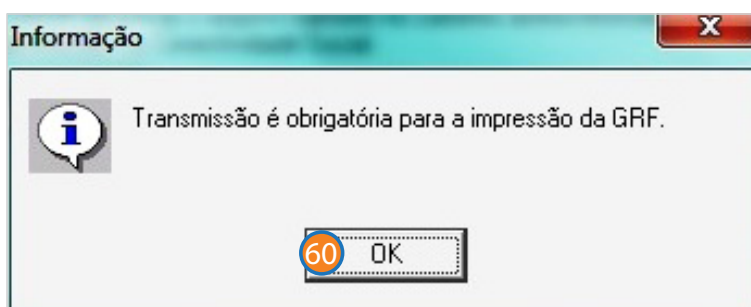 Informação
X
Transmissão é obrigatória para a impressão da GRF.
60 OK